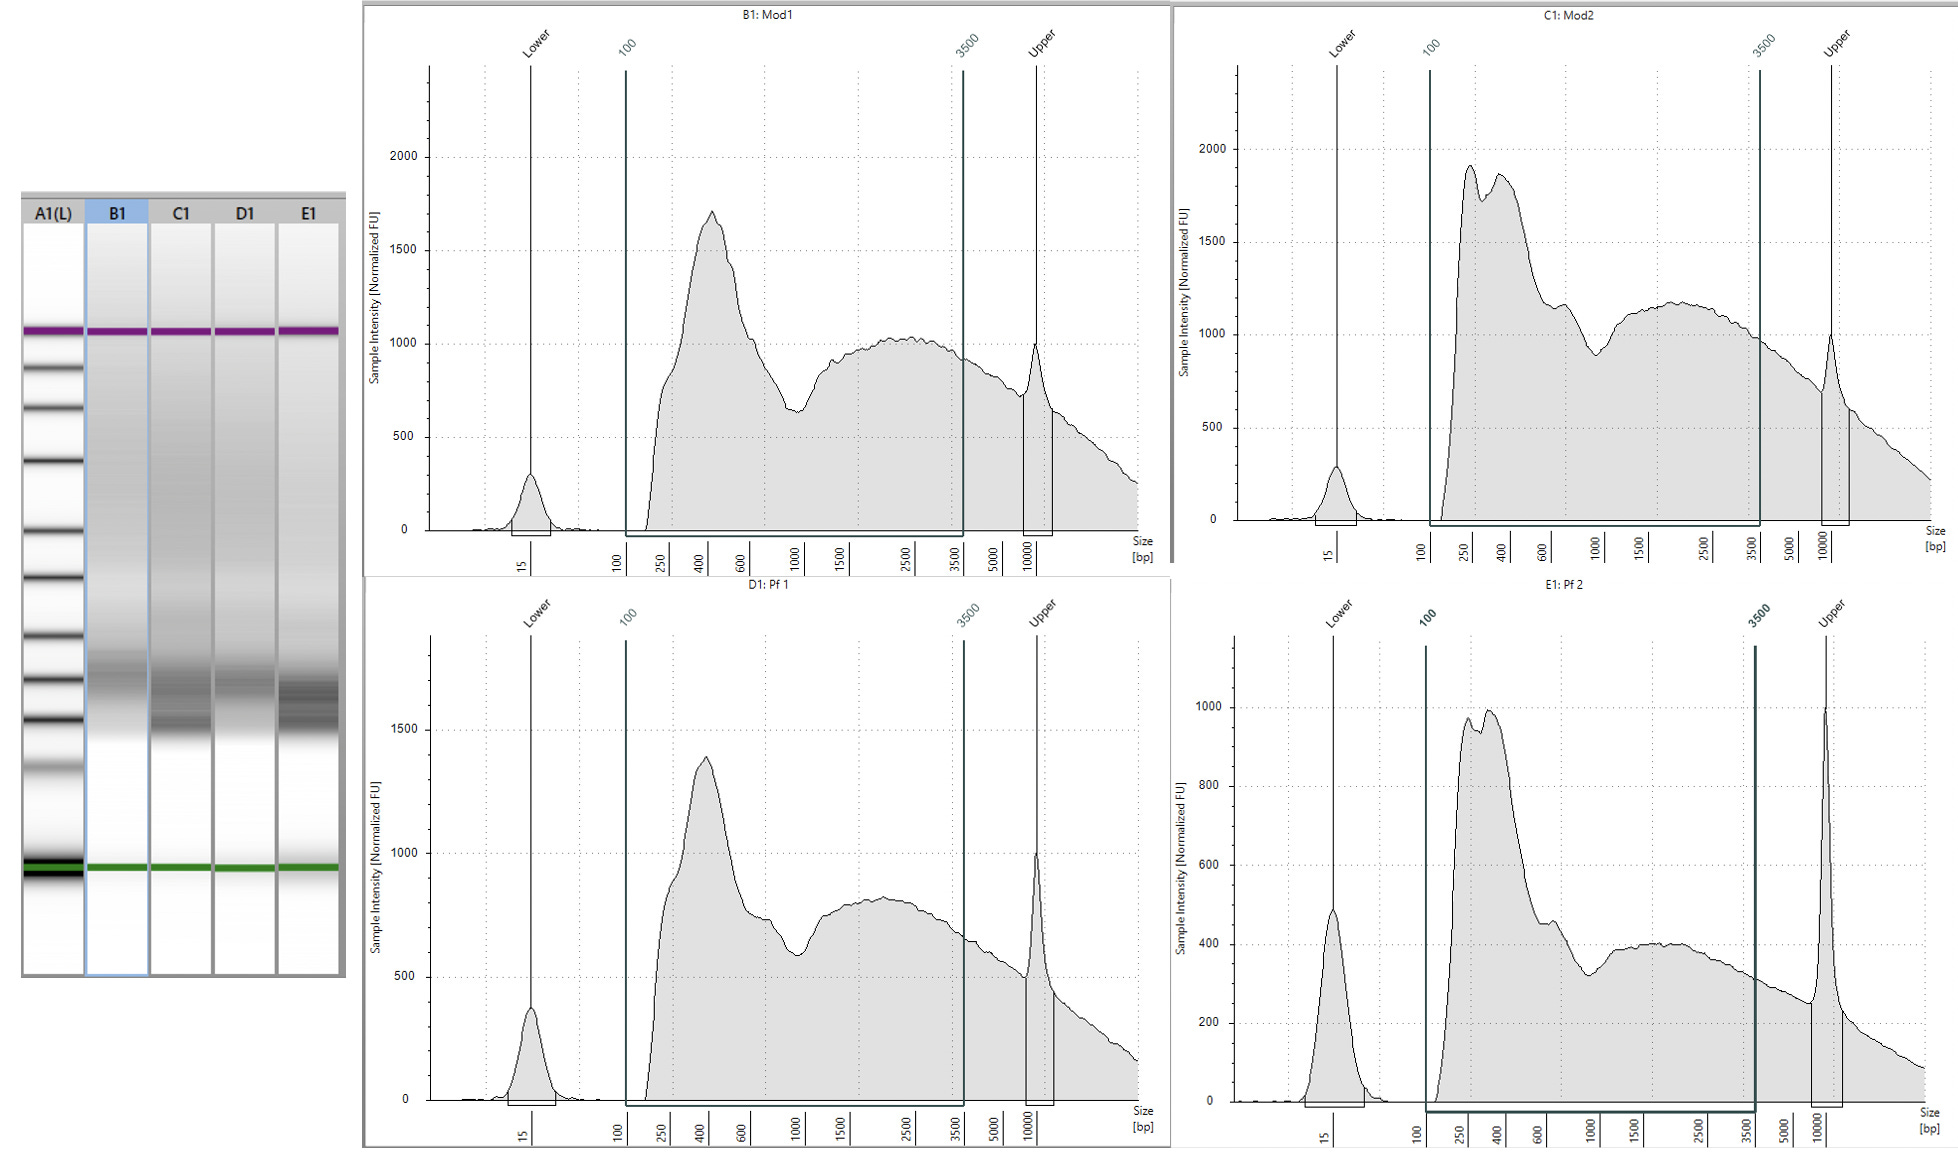 A1(L) B1 C1 D1 E1
B1: Mod1
Lower 100 3500 Upper
Sample Intensity [Normalized FU]
2000
1500
1000
500
0
15 100 250 400 600 1000 1500 2500 3500 5000 10000
Size
[bp]
C1: Mod2
Lower 100 3500 Upper
Sample Intensity [Normalized FU]
2000
1500
1000
500
0
15 100 250 400 600 1000 1500 2500 3500 5000 10000
Size
[bp]
D1: Pf 1
Lower 100 3500 Upper
Sample Intensity [Normalized FU]
1500
1000
500
0
15 100 250 400 600 1000 1500 2500 3500 5000 10000
Size
[bp]
E1: Pf 2
Lower 100 3500 Upper
Sample Intensity [Normalized FU]
1000
800
600
400
200
0
15 100 250 400 600 1000 1500 2500 3500 5000 10000
Size
[bp]